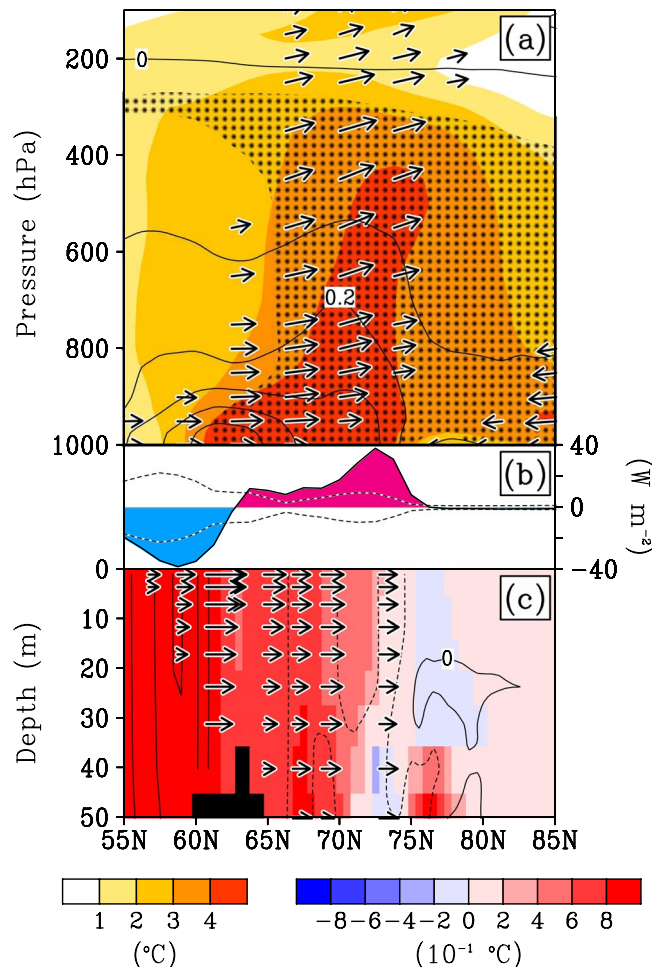 (a)
0
200
400
600
800
1000
Pressure (hPa)
0.2
(b)
40
0
-40
(W m⁻²)
(c)
0
10
20
30
40
50
Depth (m)
0
55N 60N 65N 70N 75N 80N 85N
1 2 3 4
(°C)
-8 -6 -4 -2 0 2 4 6 8
(10⁻¹ °C)